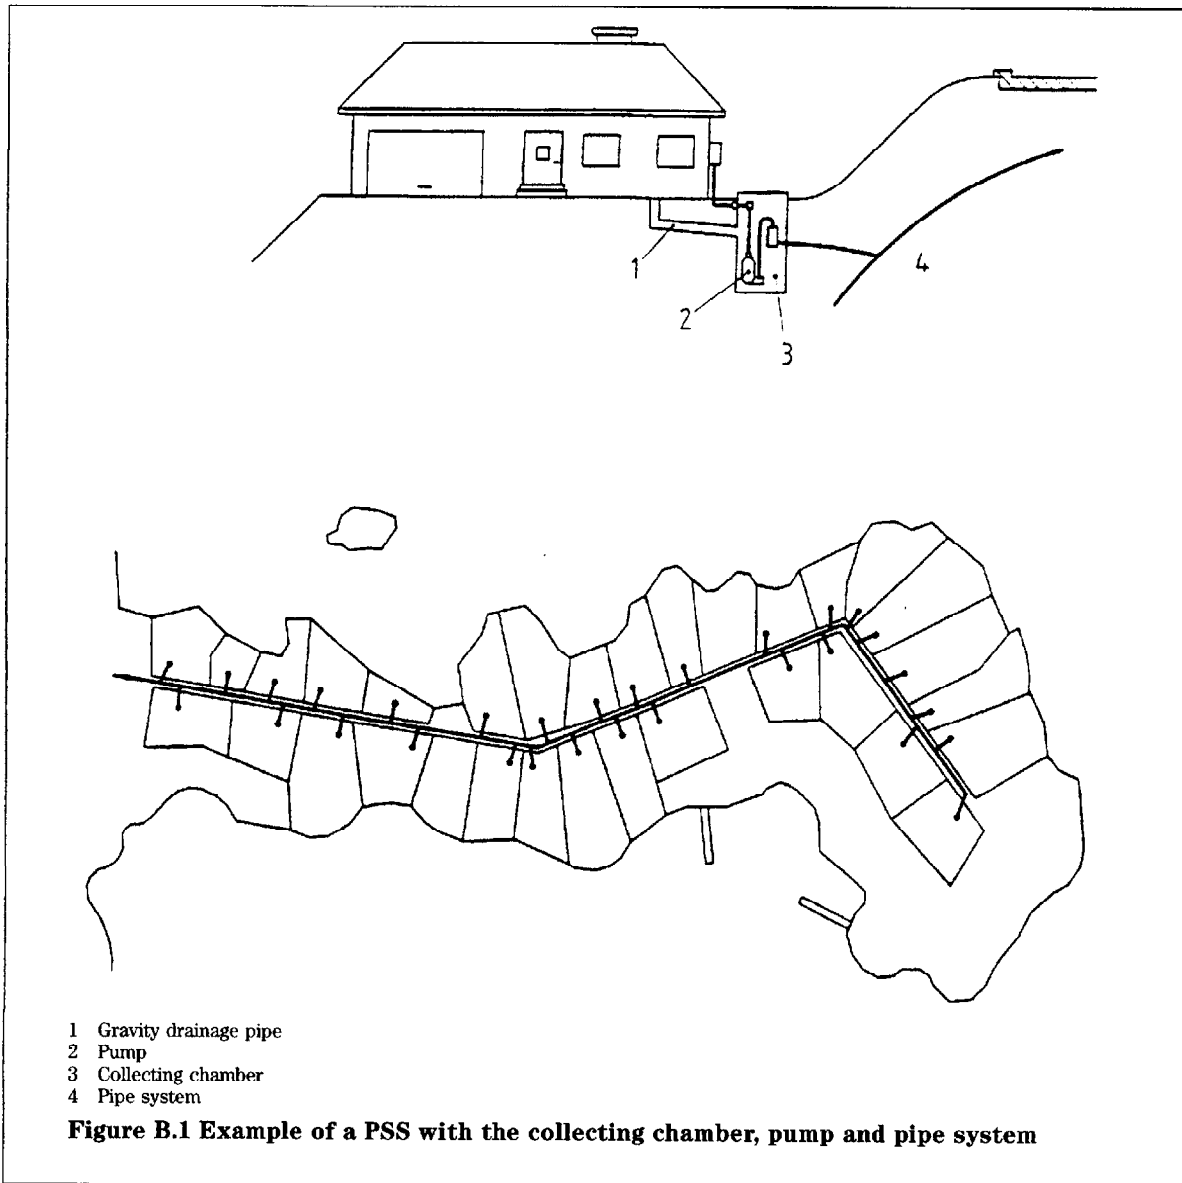 1
2
3
4
1 Gravity drainage pipe
2 Pump
3 Collecting chamber
4 Pipe system
Figure B.1 Example of a PSS with the collecting chamber, pump and pipe system